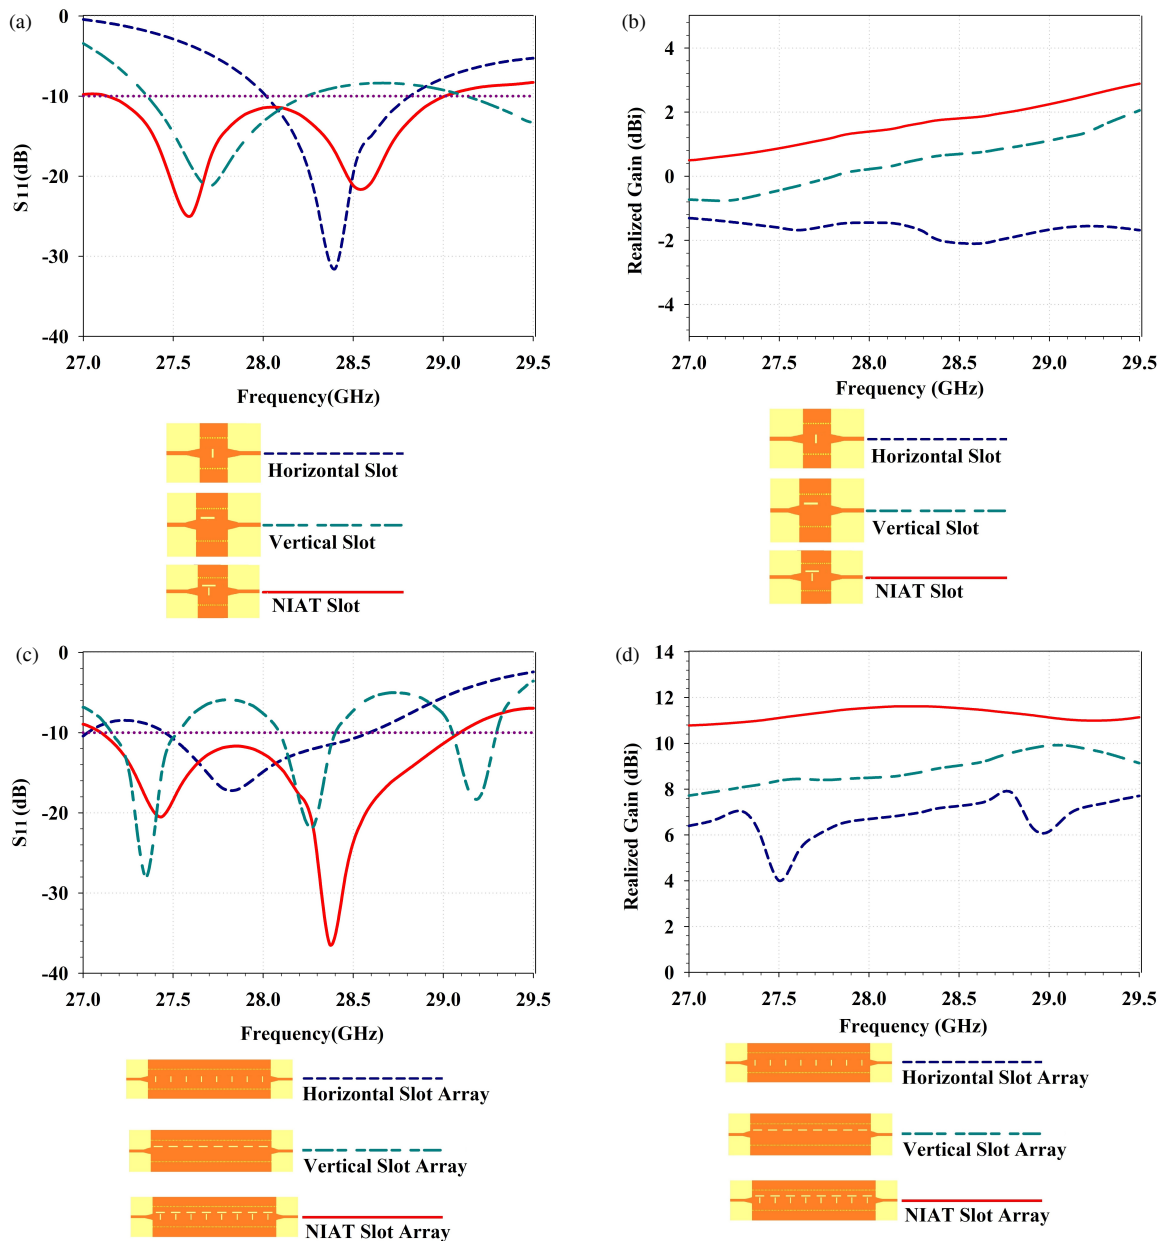 (a)
0
-10
-20
-30
-40
S11(dB)
27.0 27.5 28.0 28.5 29.0 29.5
Frequency(GHz)
Horizontal Slot
Vertical Slot
NIAT Slot
(b)
4
2
0
-2
-4
Realized Gain (dBi)
27.0 27.5 28.0 28.5 29.0 29.5
Frequency (GHz)
Horizontal Slot
Vertical Slot
NIAT Slot
(c)
0
-10
-20
-30
-40
S11 (dB)
27.0 27.5 28.0 28.5 29.0 29.5
Frequency(GHz)
Horizontal Slot Array
Vertical Slot Array
NIAT Slot Array
(d)
14
12
10
8
6
4
2
0
Realized Gain (dBi)
27.0 27.5 28.0 28.5 29.0 29.5
Frequency (GHz)
Horizontal Slot Array
Vertical Slot Array
NIAT Slot Array